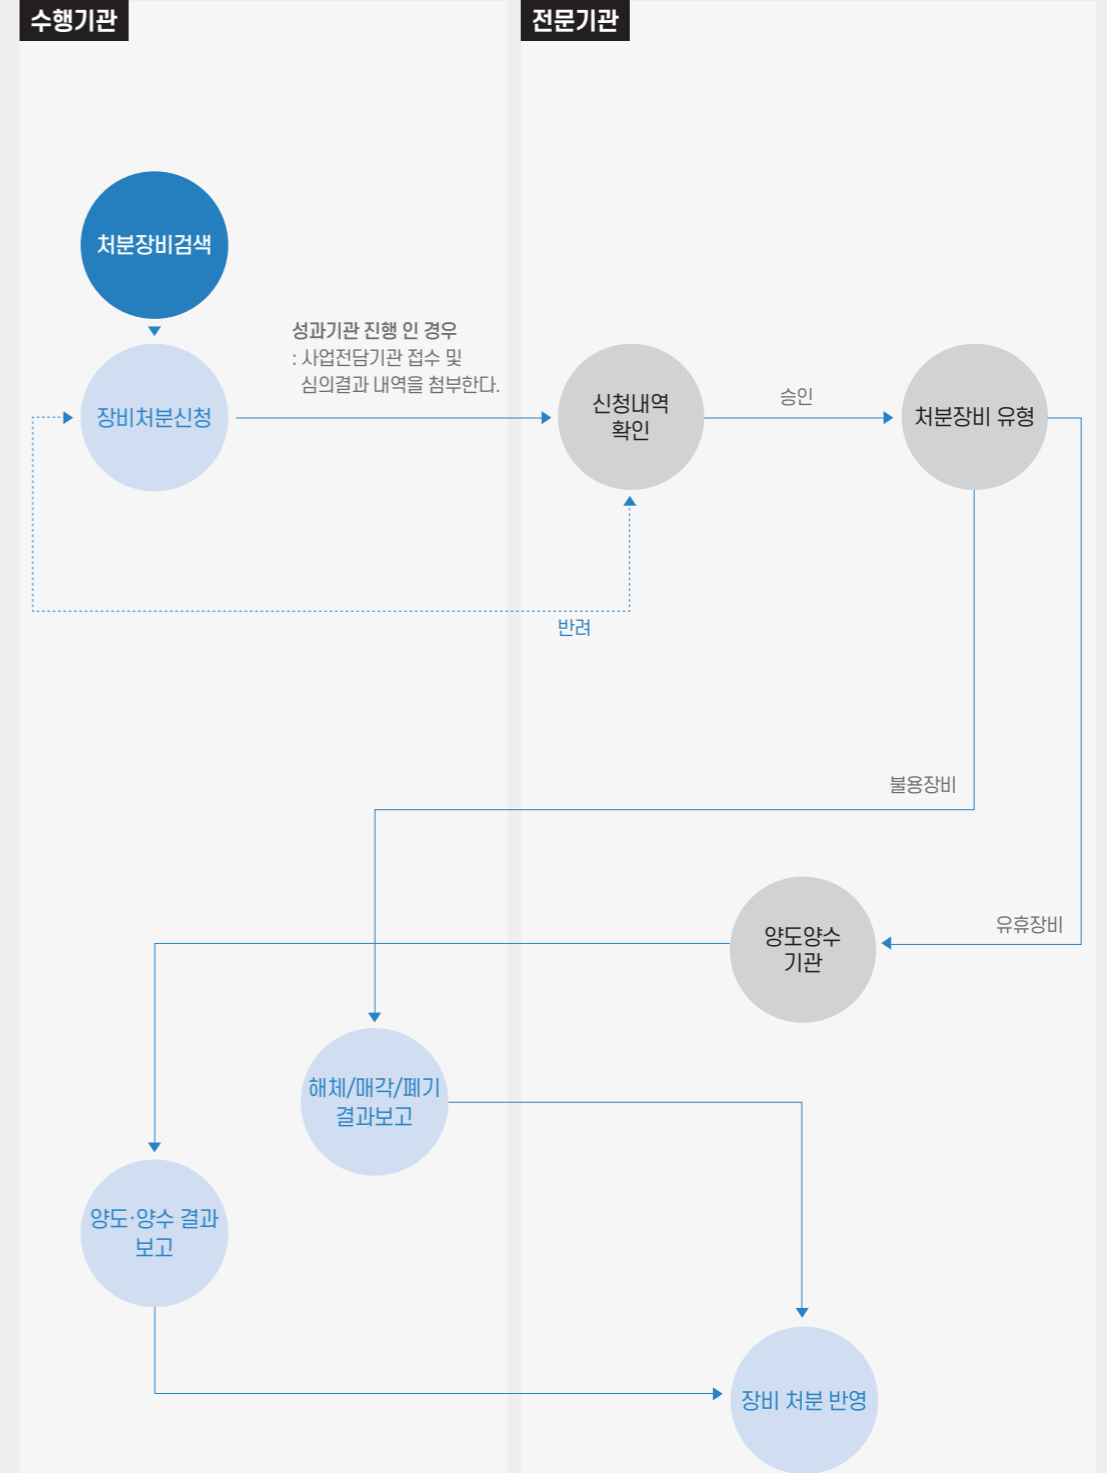 수행기관
전문기관
처분장비검색
성과기관 진행 인 경우
: 사업전담기관 접수 및
심의결과 내역을 첨부한다.
장비처분신청
신청내역
확인
승인
처분장비 유형
반려
불용장비
유휴장비
양도양수
기관
해체/매각/폐기
결과보고
양도·양수 결과
보고
장비 처분 반영